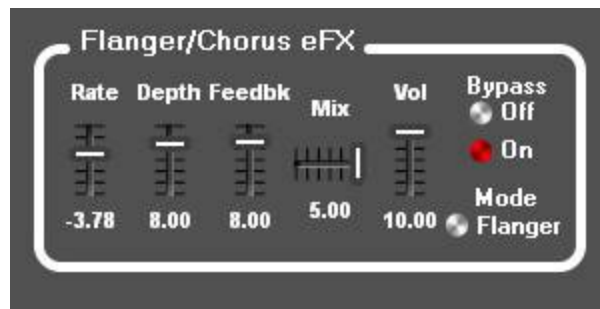 Flanger/Chorus eFX
Rate Depth Feedbk Mix Vol
-3.78 8.00 8.00 5.00 10.00
Bypass
Off
On
Mode
Flanger